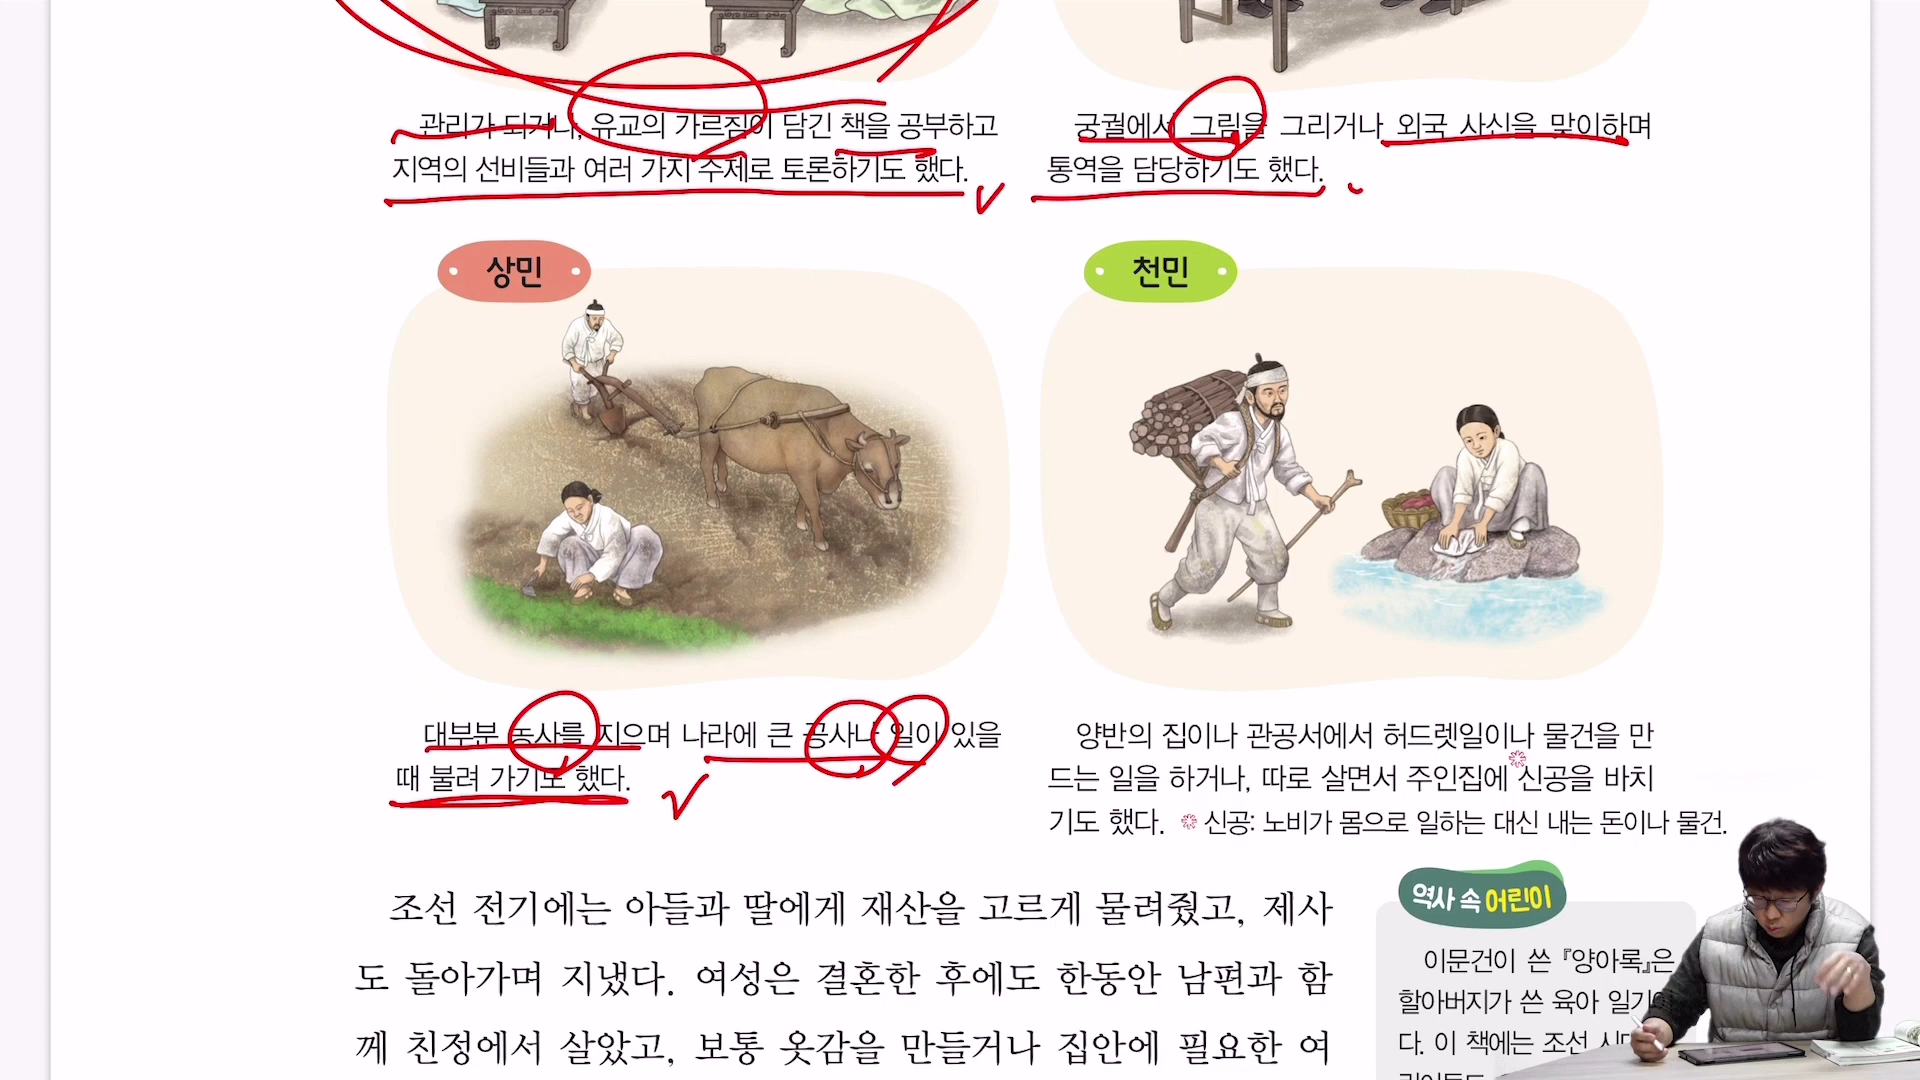 관리가 되거나, 유교의 가르침이 담긴 책을 공부하고
지역의 선비들과 여러 가지 주제로 토론하기도 했다.
궁궐에서 그림을 그리거나 외국 사신을 맞이하며
통역을 담당하기도 했다.
상민
대부분 농사를 지으며 나라에 큰 공사나 일이 있을
때 불려 가기도 했다.
천민
양반의 집이나 관공서에서 허드렛일이나 물건을 만
드는 일을 하거나, 따로 살면서 주인집에 신공을 바치
기도 했다. 신공: 노비가 몸으로 일하는 대신 내는 돈이나 물건.
조선 전기에는 아들과 딸에게 재산을 고르게 물려줬고, 제사
도 돌아가며 지냈다. 여성은 결혼한 후에도 한동안 남편과 함
께 친정에서 살았고, 보통 옷감을 만들거나 집안에 필요한 여
역사 속 어린이
이문건이 쓴 『양아록』은
할아버지가 쓴 육아
다. 이 책에는 조선